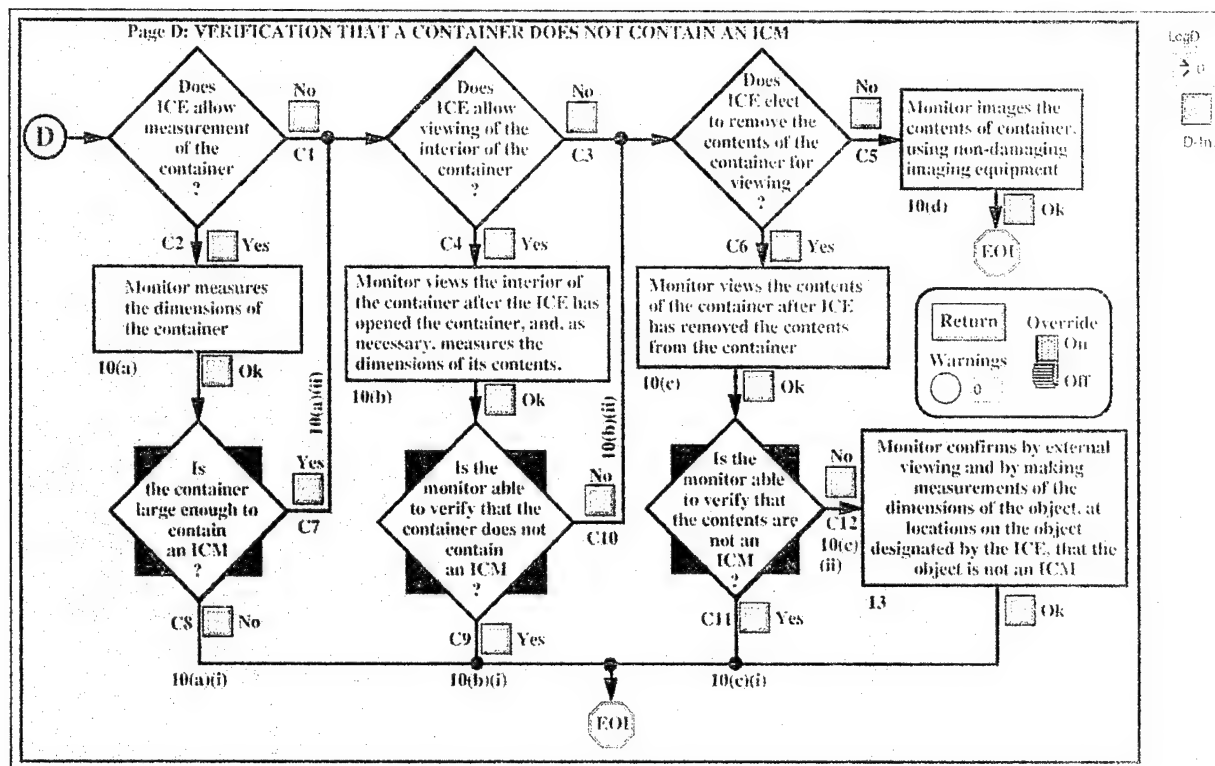 Page D: VERIFICATION THAT A CONTAINER DOES NOT CONTAIN AN ICM
D
Does
ICE allow
measurement
of the
container
?
No
C1
C2
Yes
Monitor measures
the dimensions of
the container
10(a)
Ok
10(a)(ii)
Is
the container
large enough to
contain
an ICM
?
Yes
C7
C8
No
10(a)(i)
Does
ICE allow
viewing of the
interior of the
container
?
No
C3
C4
Yes
Monitor views the interior of
the container after the ICE has
opened the container, and, as
necessary, measures the
dimensions of its contents.
10(b)
Ok
10(b)(ii)
Is the
monitor able
to verify that the
container does not
contain
an ICM
?
No
C10
C9
Yes
10(b)(i)
Does
ICE elect
to remove the
contents of the
container for
viewing
?
No
C5
C6
Yes
Monitor images the
contents of container,
using non-damaging
imaging equipment
10(d)
Ok
EOI
Monitor views the contents
of the container after ICE
has removed the contents
from the container
10(c)
Ok
Is the
monitor able
to verify that
the contents are
not an
ICM
?
No
C12
10(c)
(ii)
C11
Yes
10(c)(i)
Monitor confirms by external
viewing and by making
measurements of the
dimensions of the object, at
locations on the object
designated by the ICE, that the
object is not an ICM
13
Ok
EOI
Return
Override
On
Off
Warnings
0
LogD
0
D-In